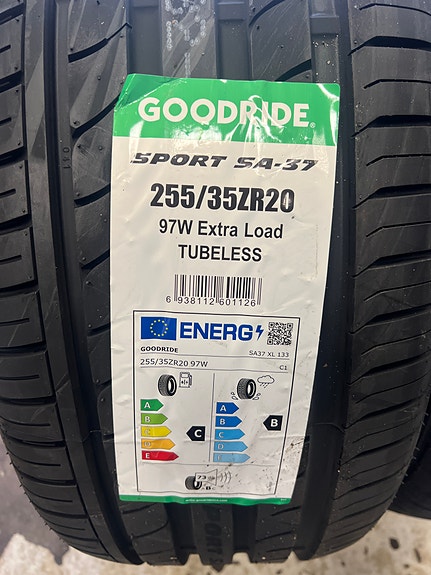 GOODRIDE®
SPORT SA-37
255/35ZR20
97W Extra Load
TUBELESS
6 938112 601126
ENERG
GOODRIDE SA37 XL 133
255/35ZR20 97W C1
A A
B B
C C C B
D D
E E
73
B